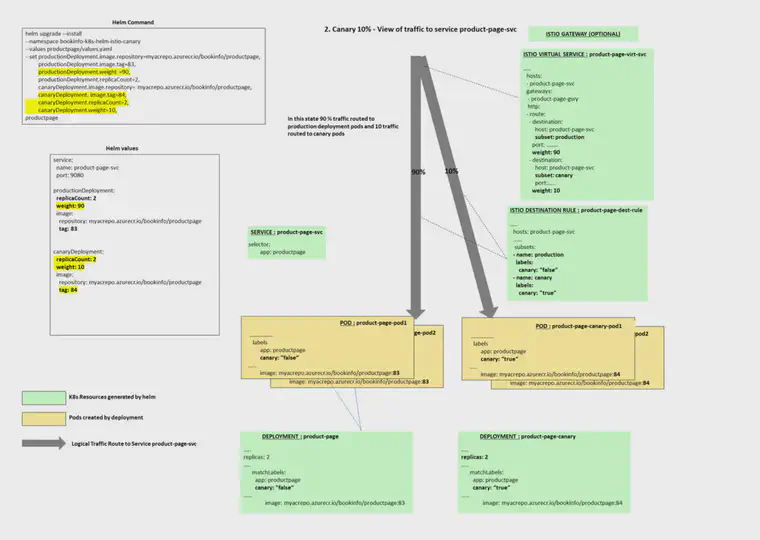 Helm Command
helm upgrade --install
--namespace bookinfo-k8s-helm-istio-canary
--values productpage/values.yaml
--set productionDeployment.image.repository=myacrepo.azurecr.io/bookinfo/productpage,
productionDeployment.image.tag=83,
productionDeployment.weight =90,
productionDeployment.replicaCount=2,
canaryDeployment.image.repository= myacrepo.azurecr.io/bookinfo/productpage,
canaryDeployment. image.tag=84,
canaryDeployment.replicaCount=2,
canaryDeployment.weight=10,
productpage
Helm values
service:
name: product-page-svc
port: 9080
productionDeployment:
replicaCount: 2
weight: 90
image:
repository: myacrepo.azurecr.io/bookinfo/productpage
tag: 83
canaryDeployment:
replicaCount: 2
weight: 10
image:
repository: myacrepo.azurecr.io/bookinfo/productpage
tag: 84
K8s Resources generated by helm
Pods created by deployment
Logical Traffic Route to Service product-page-svc
2. Canary 10% - View of traffic to service product-page-svc
In this state 90 % traffic routed to
production deployment pods and 10 traffic
routed to canary pods
90%
10%
ISTIO GATEWAY (OPTIONAL)
ISTIO VIRTUAL SERVICE : product-page-virt-svc
.....
hosts:
- product-page-svc
gateways:
- product-page-gwy
http:
- route:
- destination:
host: product-page-svc
subset: production
port: ........
weight: 90
- destination:
host: product-page-svc
subset: canary
port:......
weight: 10
ISTIO DESTINATION RULE : product-page-dest-rule
.....
hosts: product-page-svc
.....
subsets:
- name: production
labels:
canary: "false"
- name: canary
labels:
canary: "true"
SERVICE : product-page-svc
selector:
app: productpage
POD : product-page-pod1
............
labels
app: productpage
canary: "false"
.....
image: myacrepo.azurecr.io/bookinfo/productpage:83
ge-pod2
image: myacrepo.azurecr.io/bookinfo/productpage:83
POD : product-page-canary-pod1
............
labels
app: productpage
canary: "true"
.....
image: myacrepo.azurecr.io/bookinfo/productpage:84
pod2
image: myacrepo.azurecr.io/bookinfo/productpage:84
DEPLOYMENT : product-page
.....
replicas: 2
.....
matchLabels:
app: productpage
canary: "false"
.....
image: myacrepo.azurecr.io/bookinfo/productpage:83
DEPLOYMENT : product-page-canary
.....
replicas: 2
.....
matchLabels:
app: productpage
canary: "true"
.....
image: myacrepo.azurecr.io/bookinfo/productpage:84